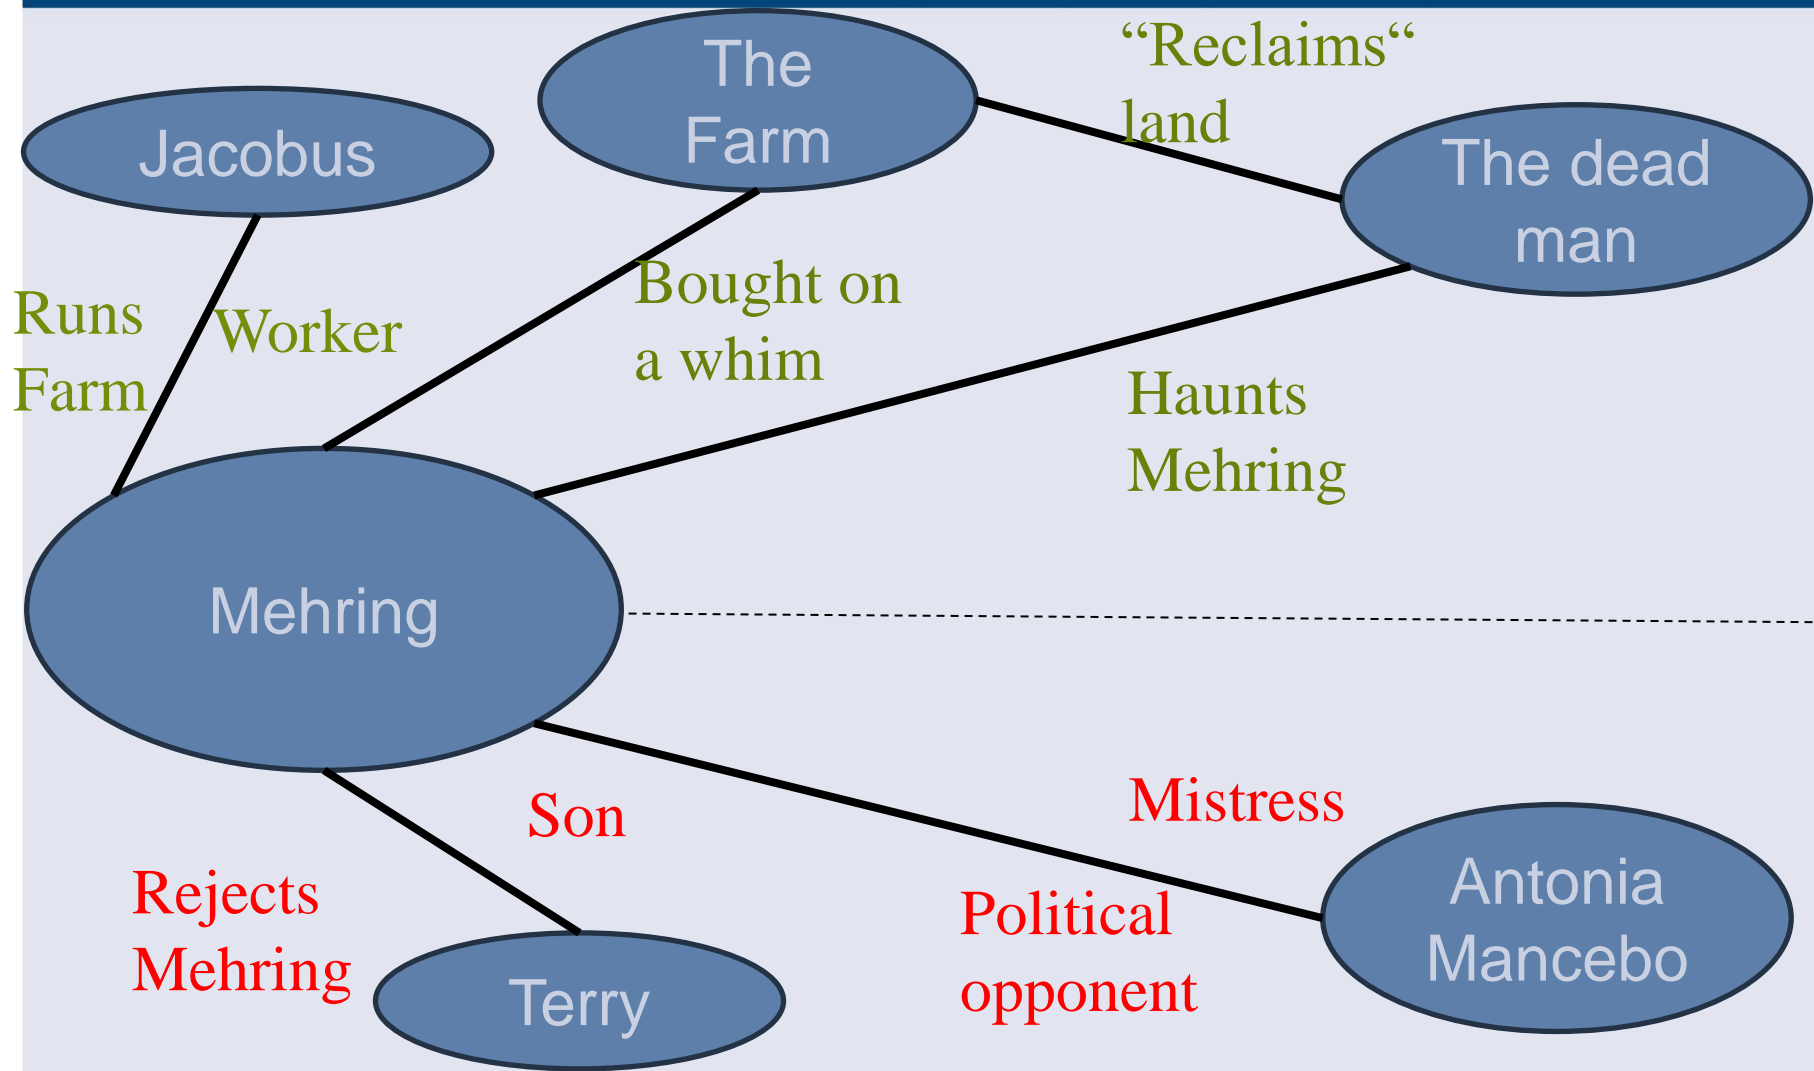 The
Farm
“Reclaims“
land
Jacobus
The dead
man
Runs
Farm
Worker
Bought on
a whim
Haunts
Mehring
Mehring
Son
Mistress
Rejects
Mehring
Political
opponent
Antonia
Mancebo
Terry